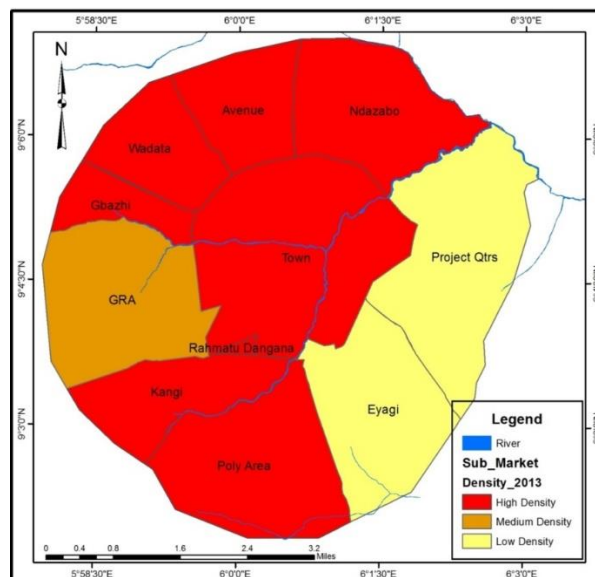 5°58'30"E 6°0'0" 6°1'30"E 6°3'0"E
N
9°6'0"
9°4'30"
9°3'0"
Avenue
Ndazabo
Wadata
Gbazhi
Town
Project Qtrs
GRA
Rahmatu Dangana
Kangi
Eyagi
Poly Area
Legend
River
Sub_Market
Density_2013
High Density
Medium Density
Low Density
0 0.4 0.8 1.6 2.4 3.2
Miles
5°58'30"E 6°0'0" 6°1'30"E 6°3'0"E